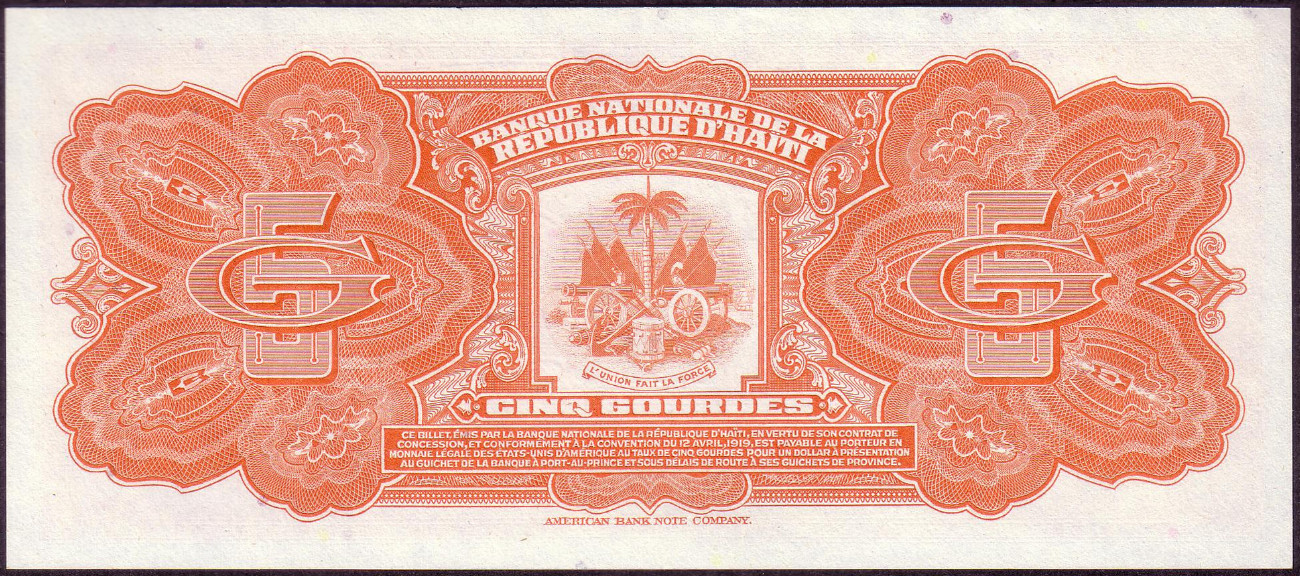 BANQUE NATIONALE DE LA
RÉPUBLIQUE D'HAÏTI
5
G
5
G
L'UNION FAIT LA FORCE
CINQ GOURDES
CE BILLET, ÉMIS PAR LA BANQUE NATIONALE DE LA RÉPUBLIQUE D'HAÏTI, EN VERTU DE SON CONTRAT DE
CONCESSION, ET CONFORMÉMENT À LA CONVENTION DU 12 AVRIL, 1919, EST PAYABLE AU PORTEUR EN
MONNAIE LÉGALE DES ÉTATS-UNIS D'AMÉRIQUE AU TAUX DE CINQ GOURDES POUR UN DOLLAR À PRÉSENTATION
AU GUICHET DE LA BANQUE À PORT-AU-PRINCE ET SOUS DÉLAIS DE ROUTE À SES GUICHETS DE PROVINCE.
AMERICAN BANK NOTE COMPANY.